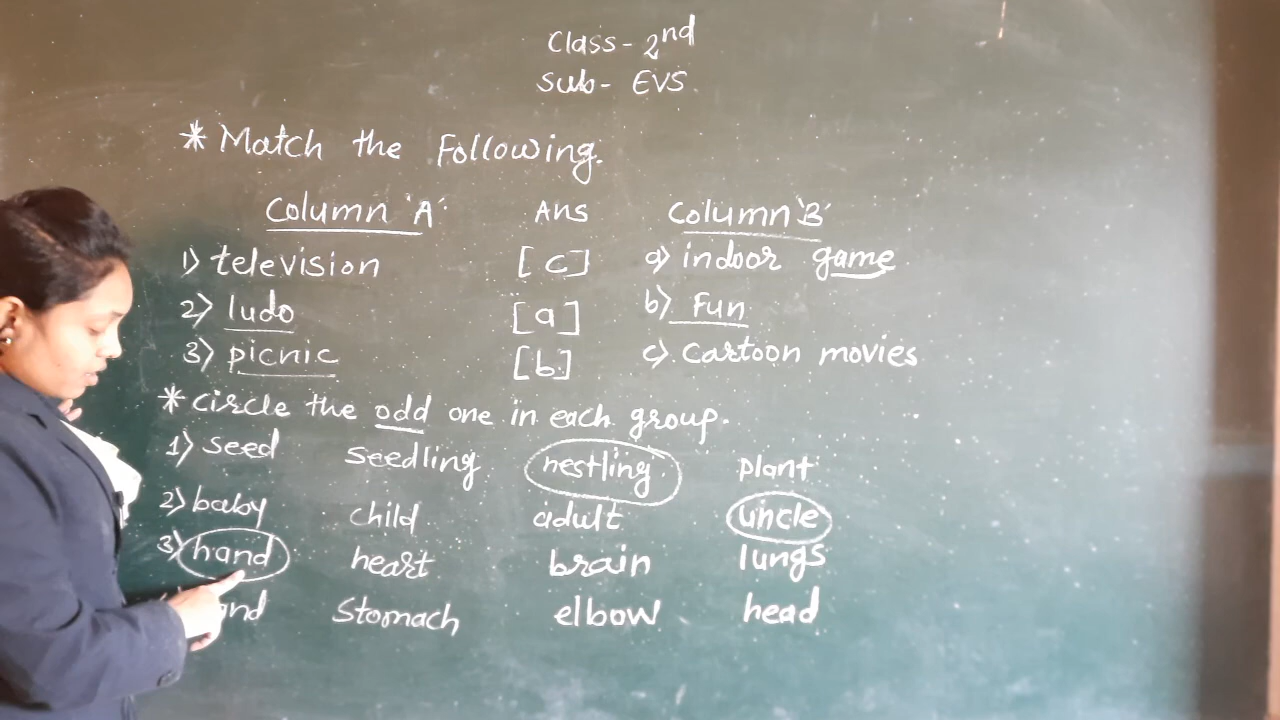 Class - 2nd
Sub- EVS
* Match the Following.
Column 'A' Ans Column 'B'
1) television [c] a) indoor game
2) ludo [a] b) Fun
3) picnic [b] c) cartoon movies
* circle the odd one in each group.
1) seed seedling nestling plant
2) baby child adult uncle
3) hand heart brain lungs
stomach elbow head